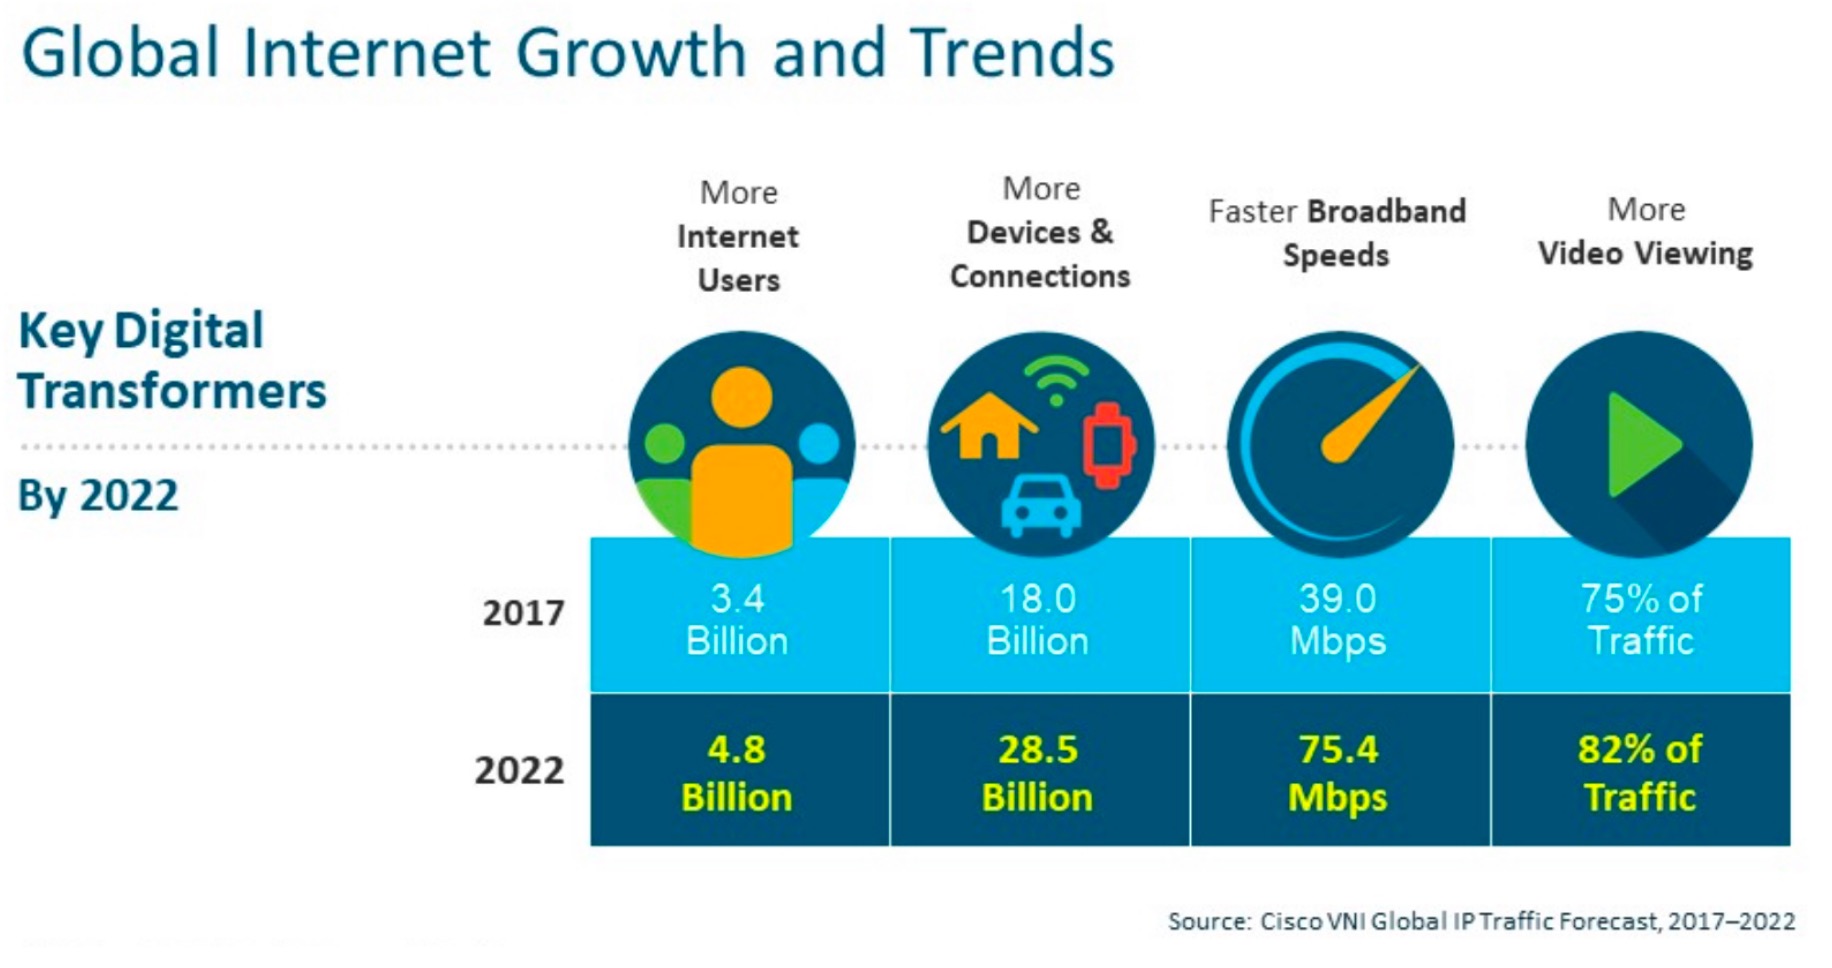 Global Internet Growth and Trends
More
Internet
Users
More
Devices &
Connections
Faster Broadband
Speeds
More
Video Viewing
Key Digital
Transformers
By 2022
2017
3.4
Billion
18.0
Billion
39.0
Mbps
75% of
Traffic
2022
4.8
Billion
28.5
Billion
75.4
Mbps
82% of
Traffic
Source: Cisco VNI Global IP Traffic Forecast, 2017–2022